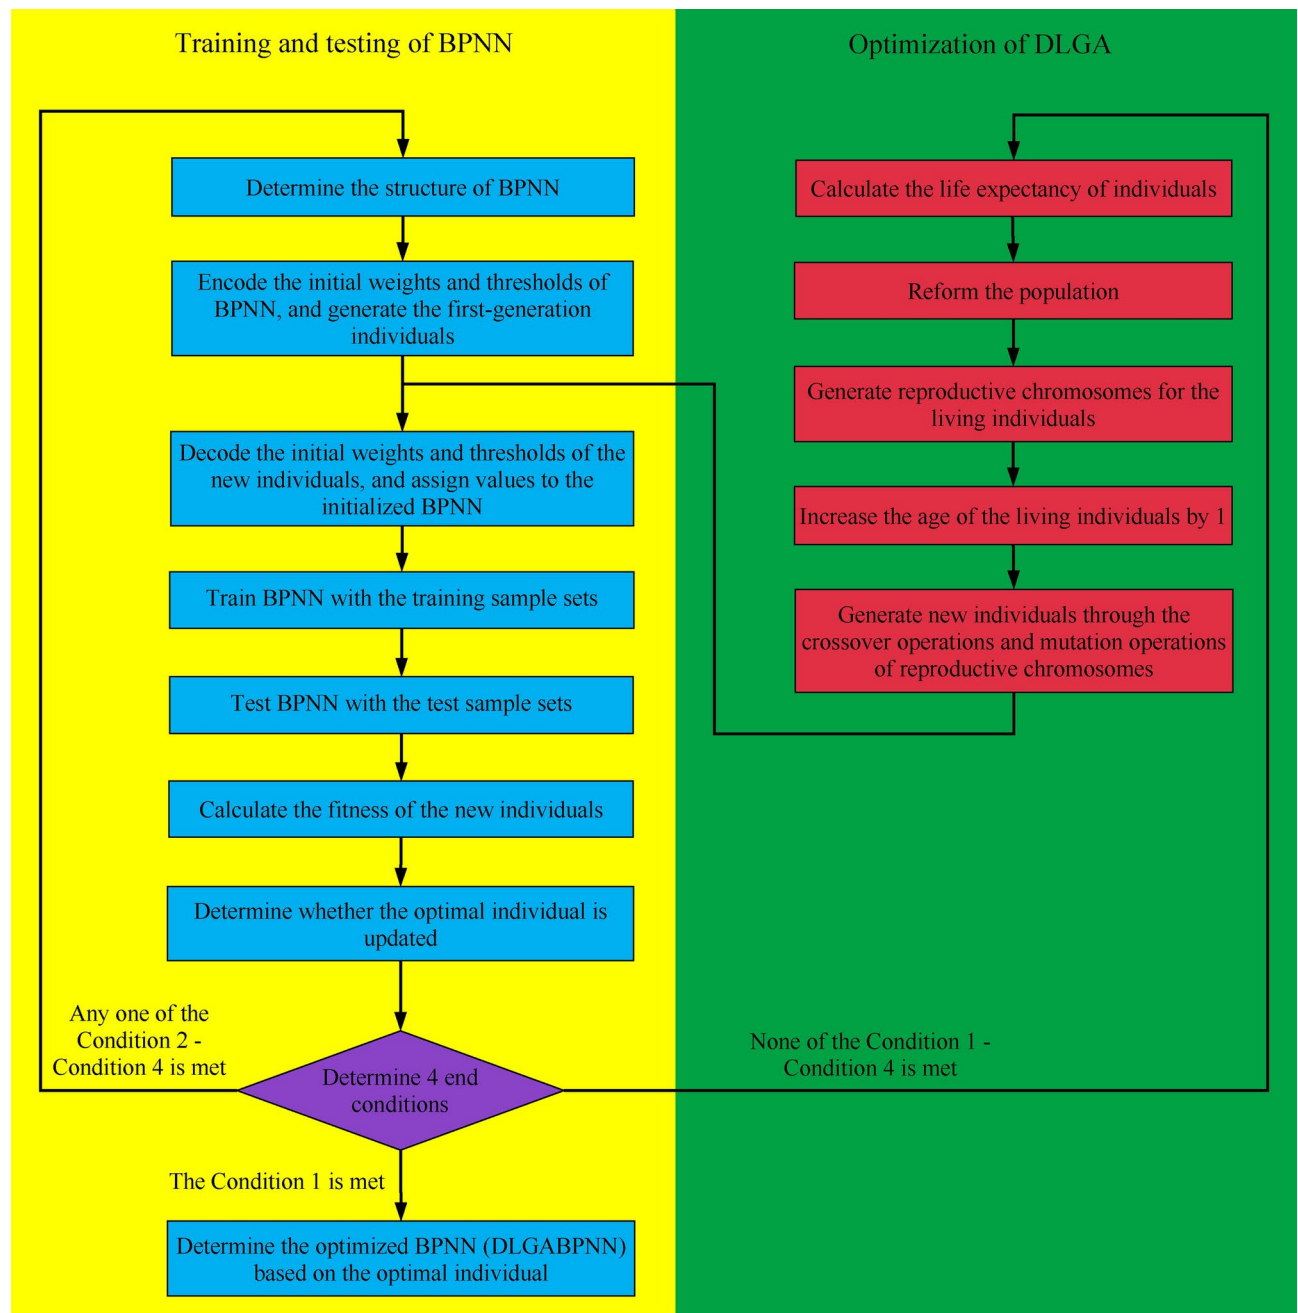 Training and testing of BPNN
Determine the structure of BPNN
Encode the initial weights and thresholds of
BPNN, and generate the first-generation
individuals
Decode the initial weights and thresholds of the
new individuals, and assign values to the
initialized BPNN
Train BPNN with the training sample sets
Test BPNN with the test sample sets
Calculate the fitness of the new individuals
Determine whether the optimal individual is
updated
Any one of the
Condition 2 -
Condition 4 is met
Determine 4 end
conditions
The Condition 1 is met
Determine the optimized BPNN (DLGABPNN)
based on the optimal individual
Optimization of DLGA
Calculate the life expectancy of individuals
Reform the population
Generate reproductive chromosomes for the
living individuals
Increase the age of the living individuals by 1
Generate new individuals through the
crossover operations and mutation operations
of reproductive chromosomes
None of the Condition 1 -
Condition 4 is met